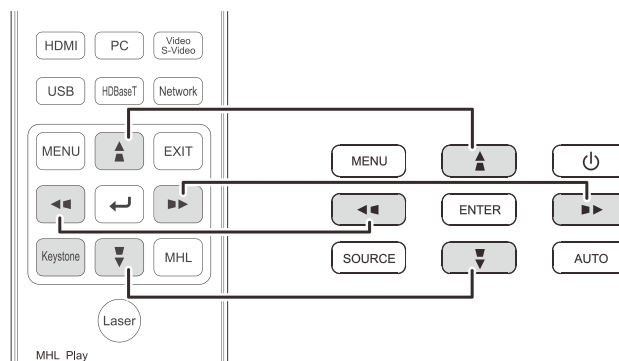 HDMI
PC
Video
S-Video
USB
HDBaseT
Network
MENU
EXIT
MENU
ENTER
Keystone
MHL
SOURCE
AUTO
Laser
MHL Play